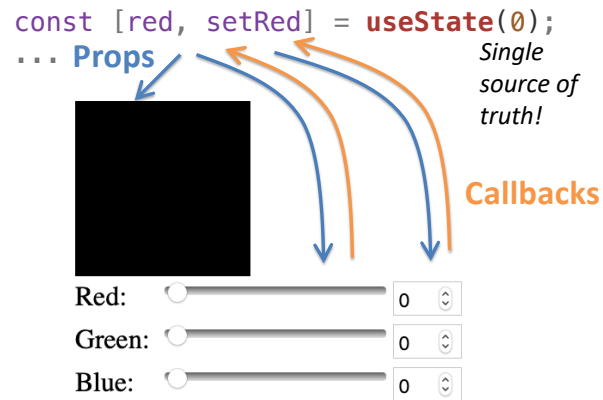 const [red, setRed] = useState(0);
... Props
Single
source of
truth!
Callbacks
Red: 0
Green: 0
Blue: 0